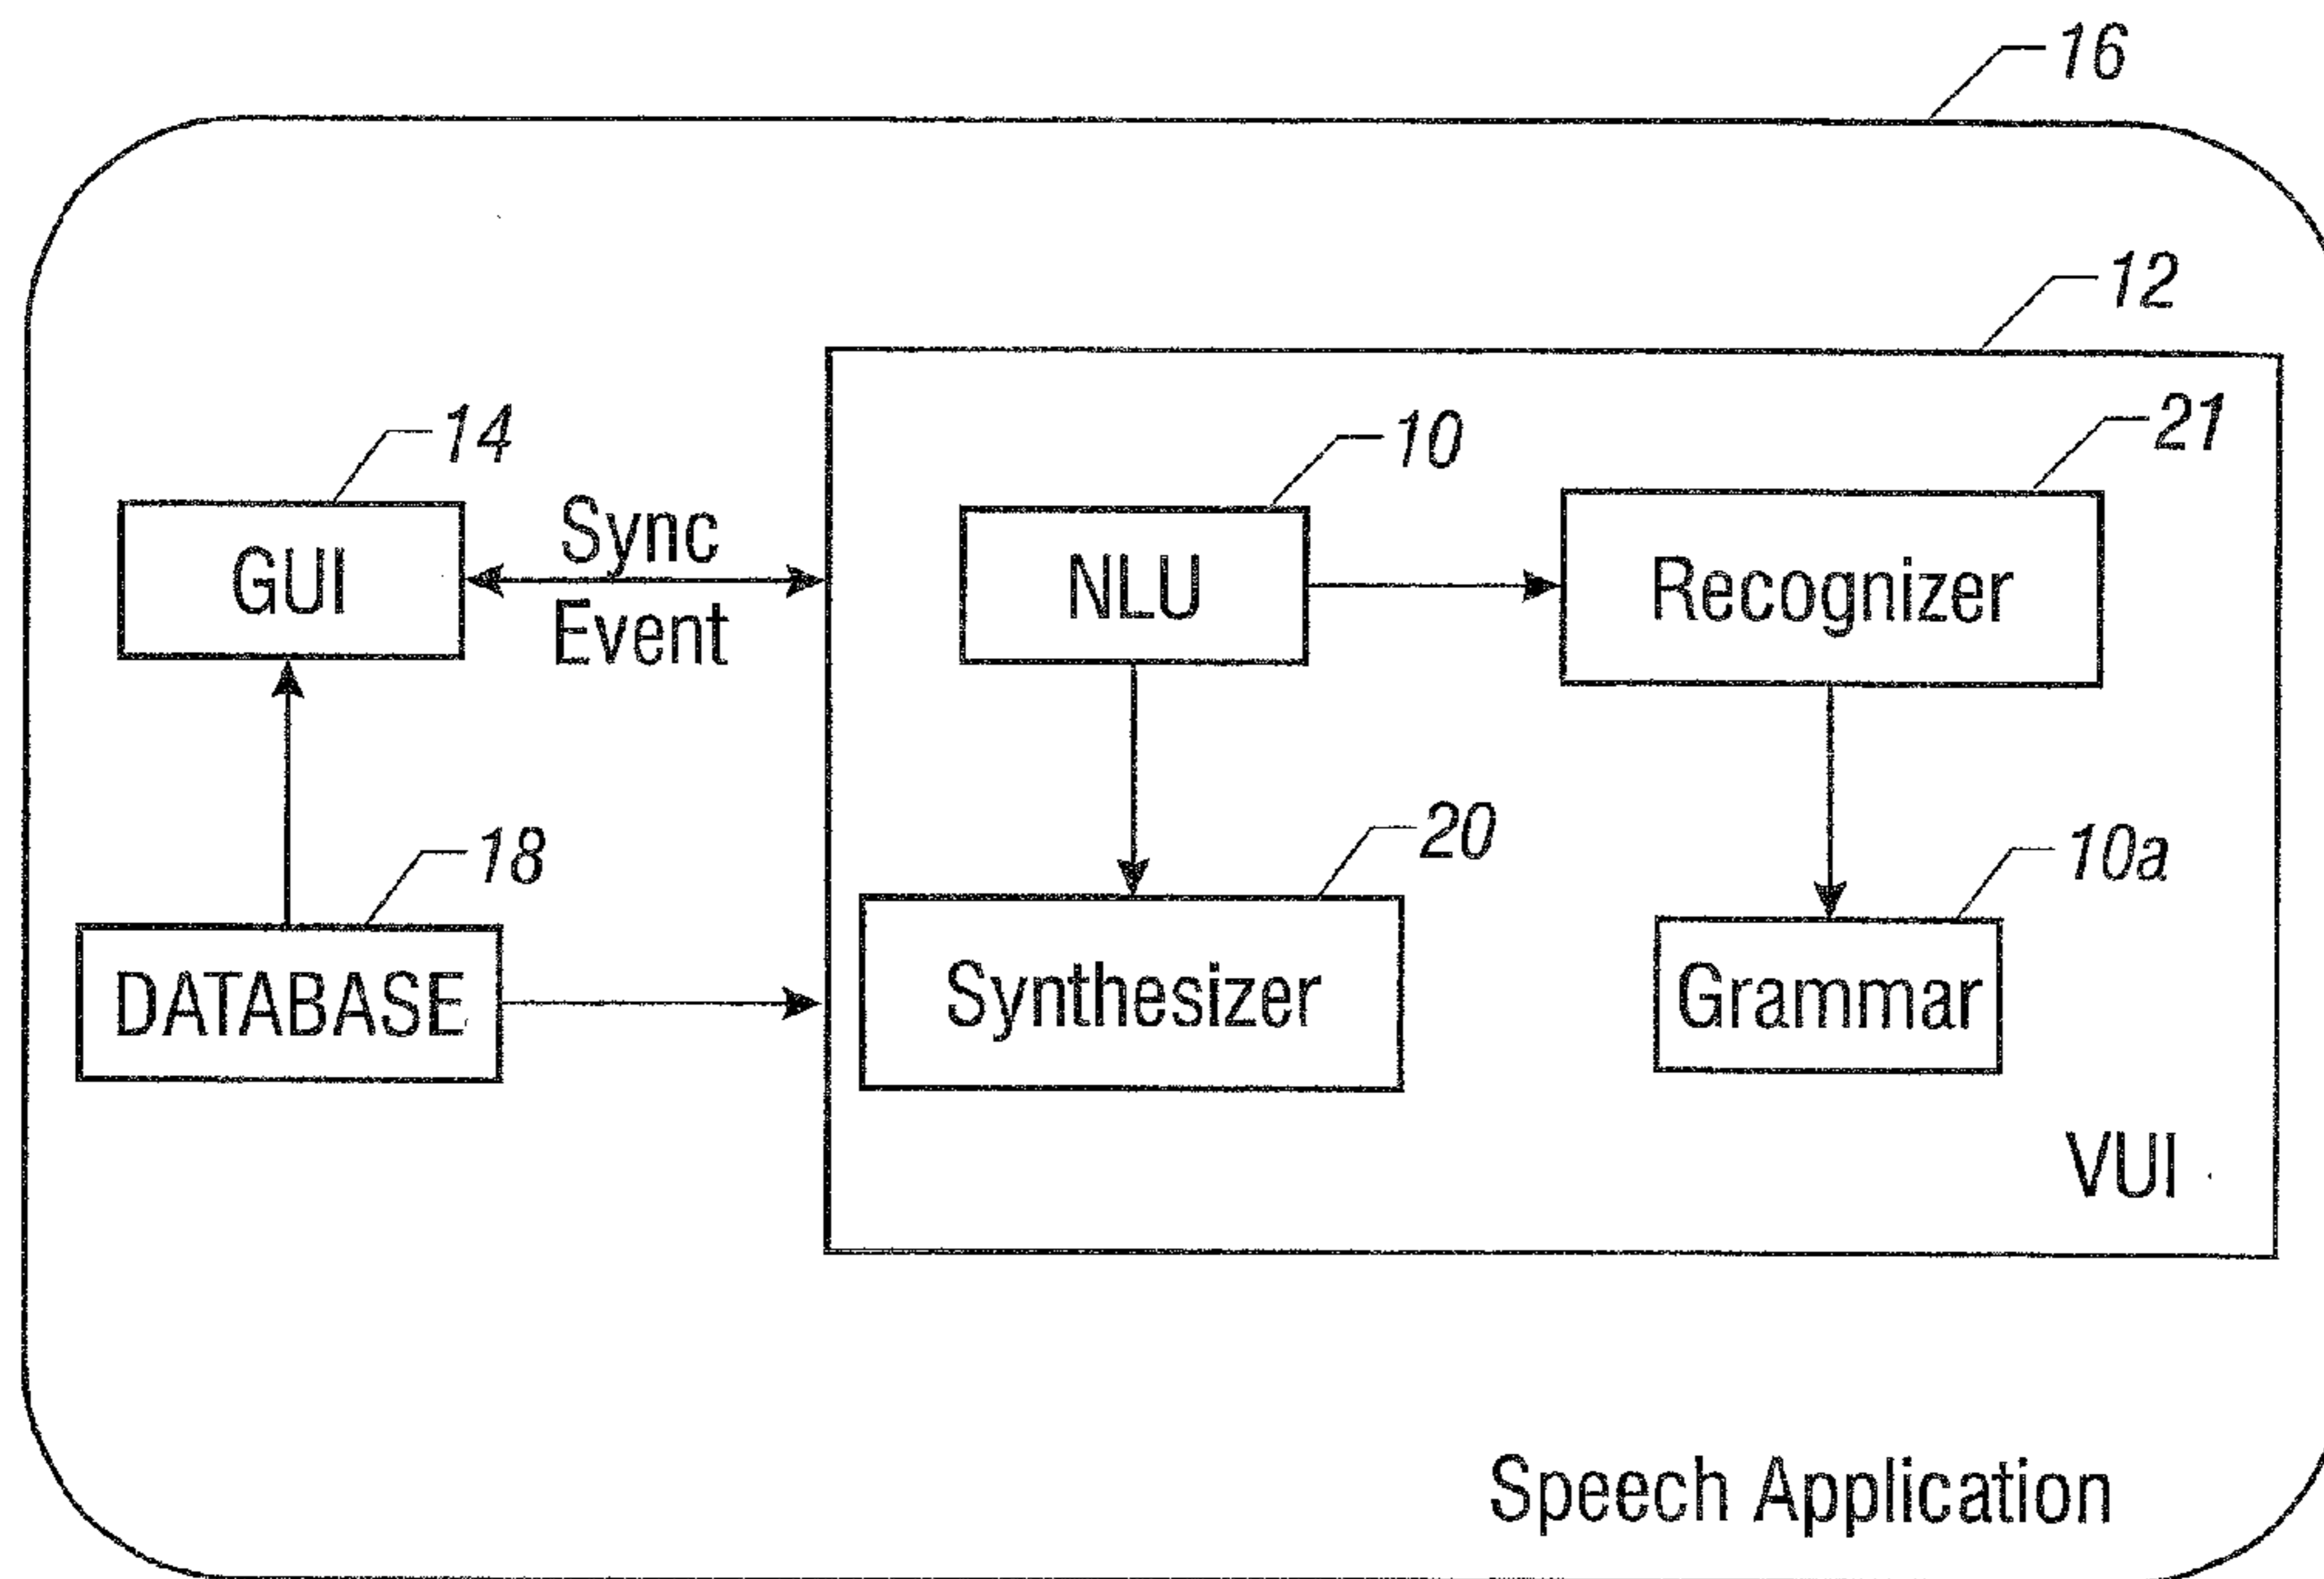 16
12
14
10
21
GUI
Sync
Event
NLU
Recognizer
18
20
10a
DATABASE
Synthesizer
Grammar
VUI
Speech Application